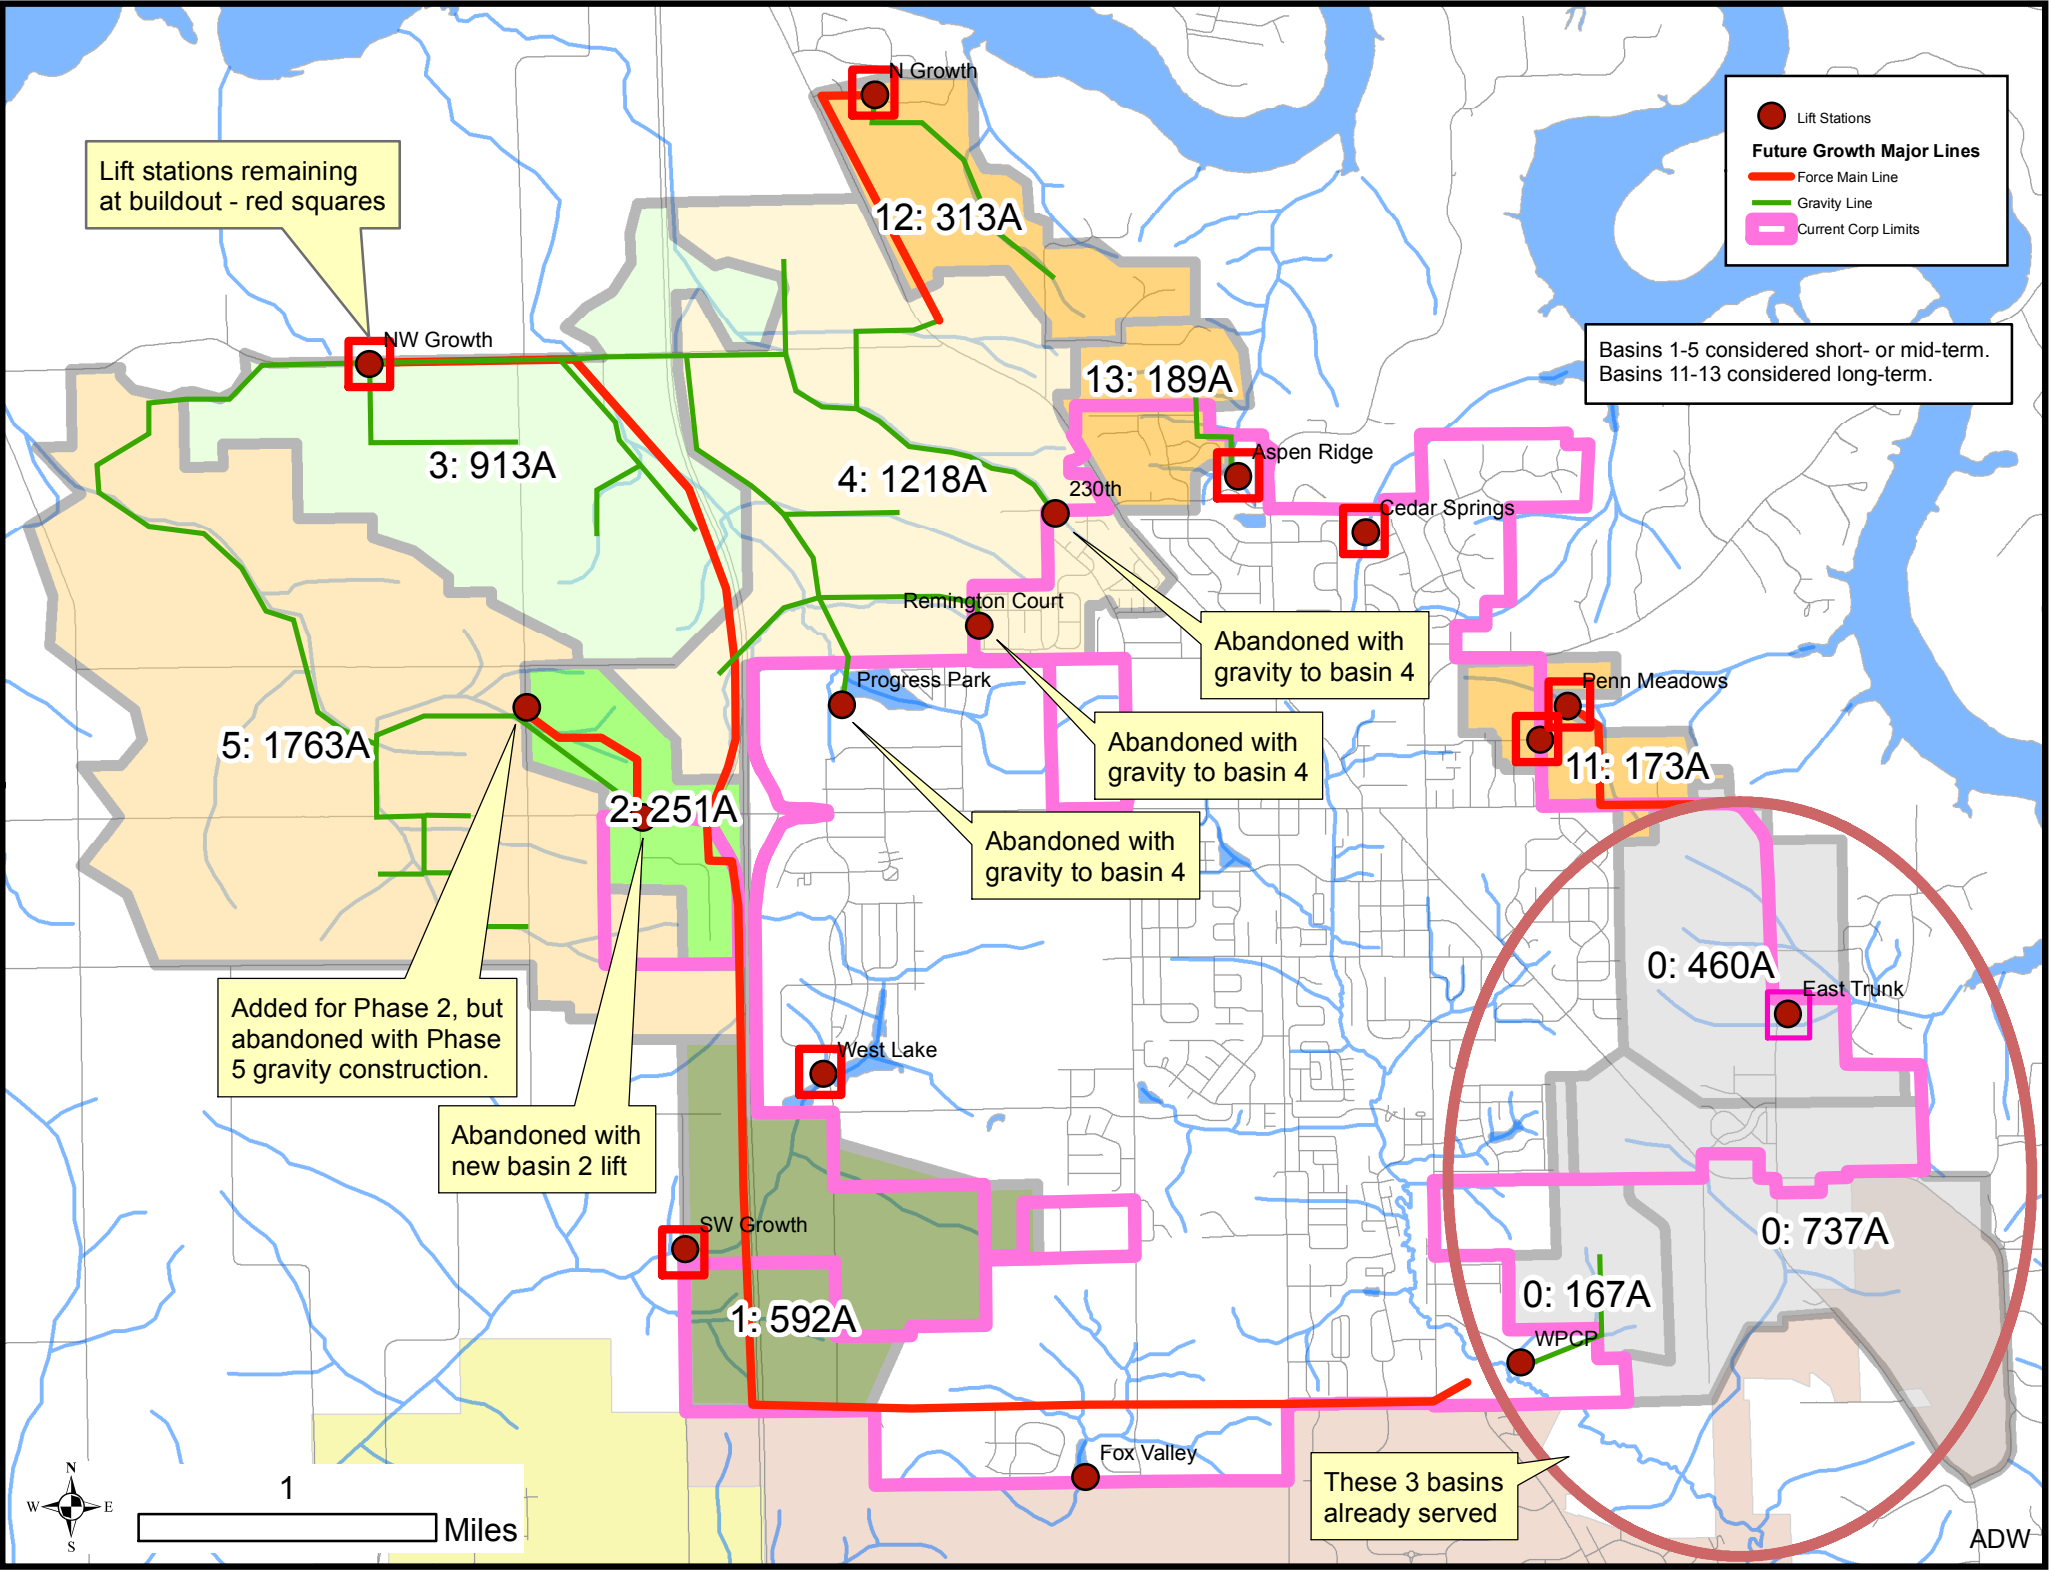 N Growth
Lift Stations
Future Growth Major Lines
Force Main Line
Gravity Line
Current Corp Limits
Lift stations remaining
at buildout - red squares
12: 313A
NW Growth
Basins 1-5 considered short- or mid-term.
Basins 11-13 considered long-term.
13: 189A
Aspen Ridge
3: 913A
4: 1218A
230th
Cedar Springs
Remington Court
Abandoned with
gravity to basin 4
Progress Park
Penn Meadows
5: 1763A
Abandoned with
gravity to basin 4
11: 173A
2: 251A
Abandoned with
gravity to basin 4
0: 460A
East Trunk
Added for Phase 2, but
abandoned with Phase
5 gravity construction.
West Lake
Abandoned with
new basin 2 lift
SW Growth
0: 737A
0: 167A
1: 592A
WPCP
Fox Valley
These 3 basins
already served
N
W E
S
1
Miles
ADW